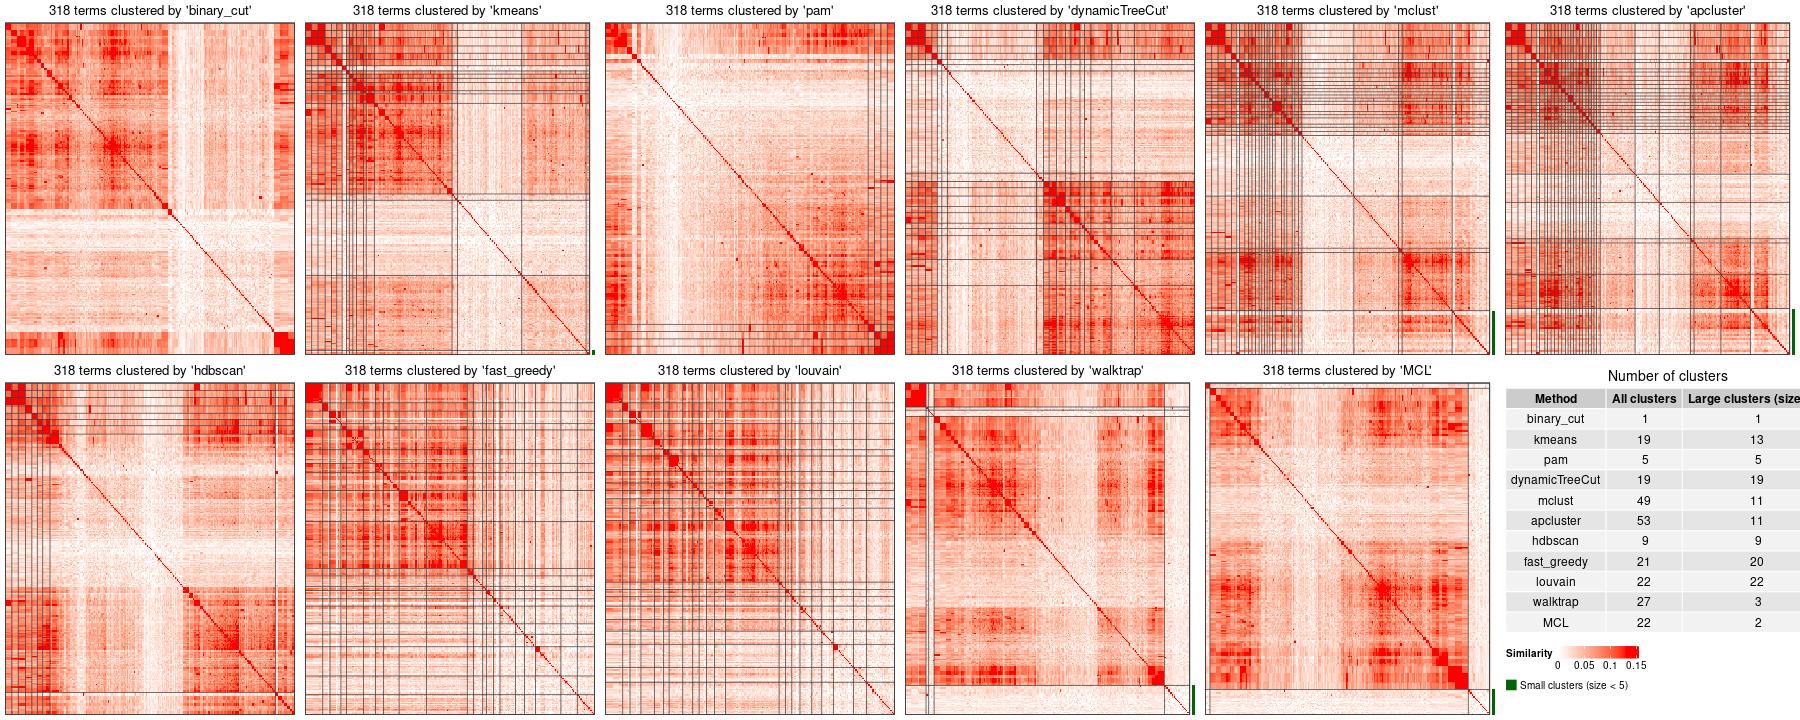 318 terms clustered by 'binary_cut'
318 terms clustered by 'kmeans'
318 terms clustered by 'pam'
318 terms clustered by 'dynamicTreeCut'
318 terms clustered by 'mclust'
318 terms clustered by 'apcluster'
318 terms clustered by 'hdbscan'
318 terms clustered by 'fast_greedy'
318 terms clustered by 'louvain'
318 terms clustered by 'walktrap'
318 terms clustered by 'MCL'
Number of clusters
Method All clusters Large clusters (size
binary_cut 1 1
kmeans 19 13
pam 5 5
dynamicTreeCut 19 19
mclust 49 11
apcluster 53 11
hdbscan 9 9
fast_greedy 21 20
louvain 22 22
walktrap 27 3
MCL 22 2
Similarity
0 0.05 0.1 0.15
Small clusters (size < 5)